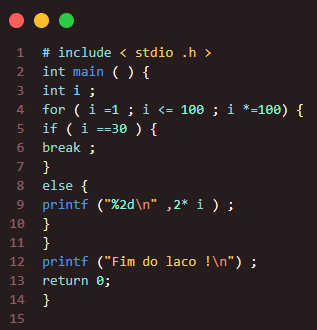 1 # include < stdio .h >
2 int main ( ) {
3 int i ;
4 for ( i =1 ; i <= 100 ; i *=100) {
5 if ( i ==30 ) {
6 break ;
7 }
8 else {
9 printf ("%2d\n" ,2* i ) ;
10 }
11 }
12 printf ("Fim do laco !\n") ;
13 return 0;
14 }
15